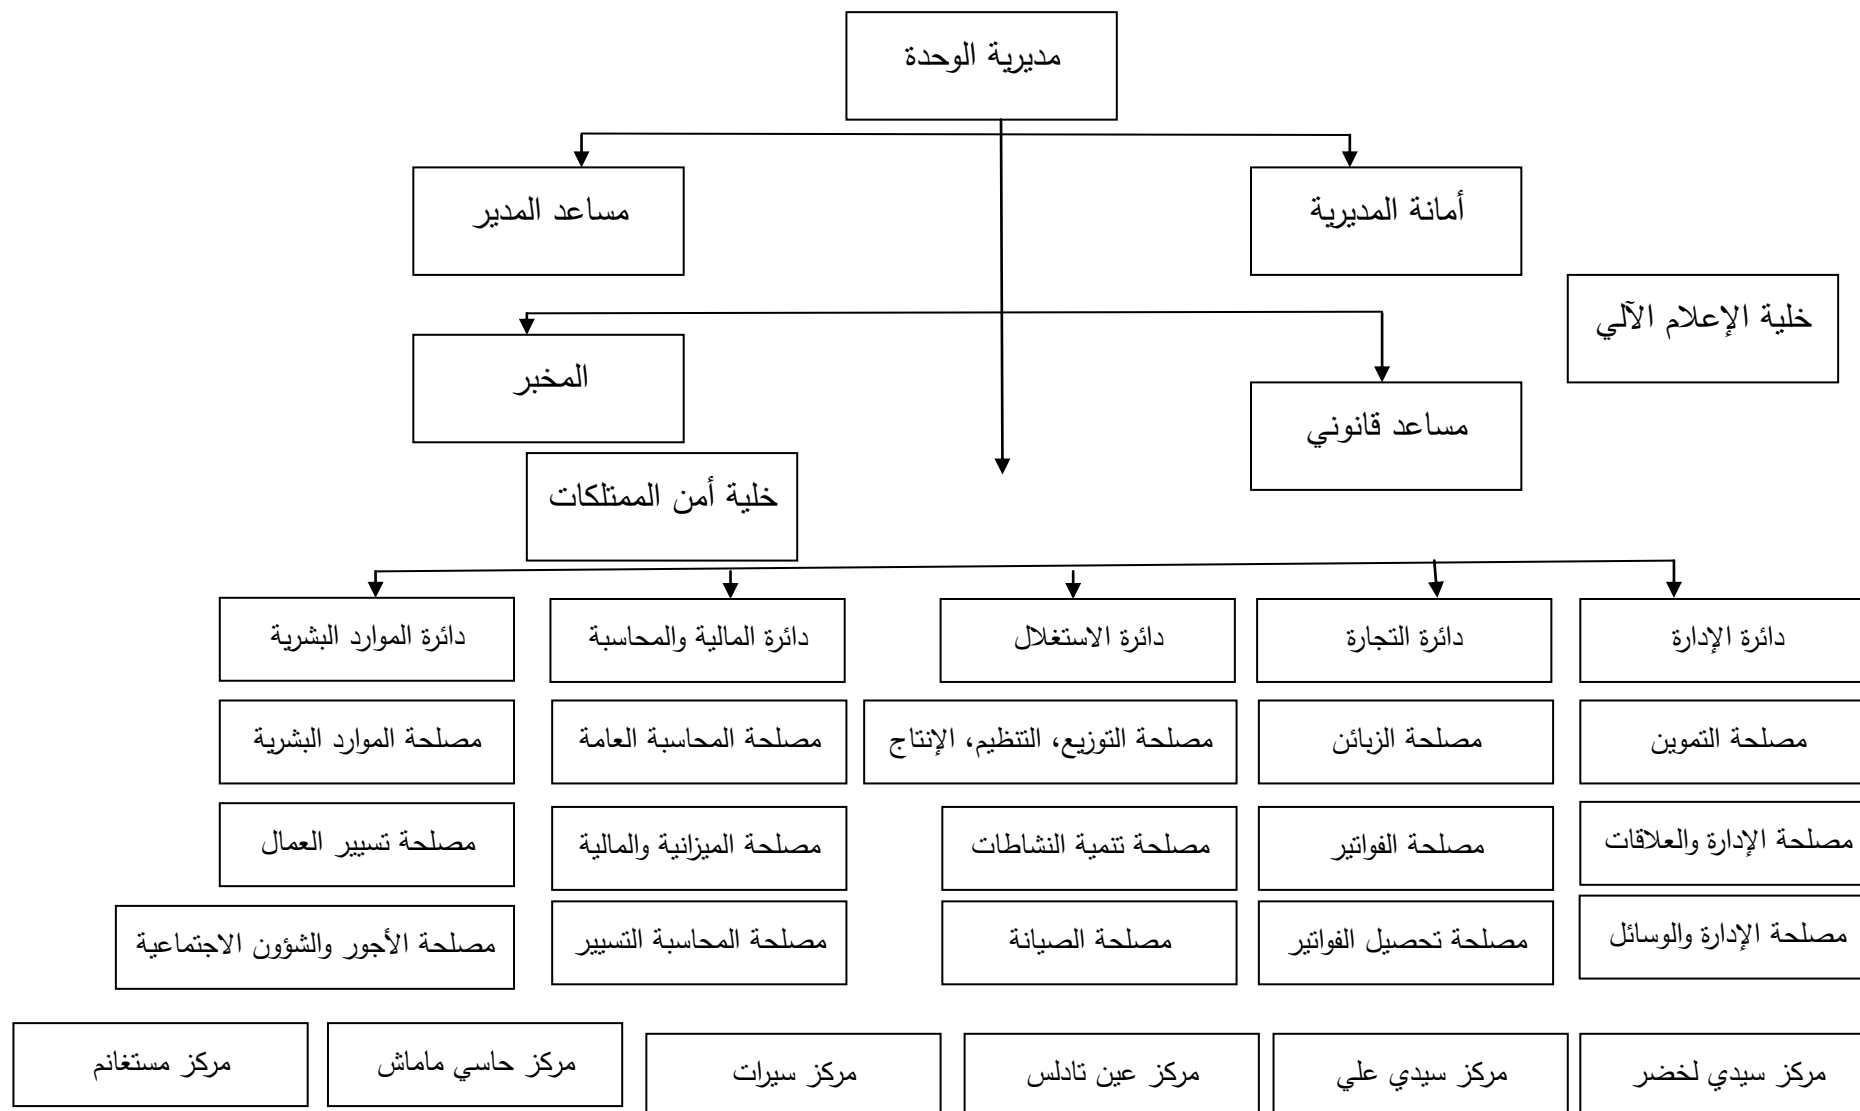 مديرية الوحدة
أمانة المديرية
مساعد المدير
خلية الإعلام الآلي
المخبر
مساعد قانوني
خلية أمن الممتلكات
دائرة الإدارة
دائرة التجارة
دائرة الاستغلال
دائرة المالية والمحاسبة
دائرة الموارد البشرية
مصلحة التموين
مصلحة الزبائن
مصلحة التوزيع، التنظيم، الإنتاج
مصلحة المحاسبة العامة
مصلحة الموارد البشرية
مصلحة الإدارة والعلاقات
مصلحة الفواتير
مصلحة تنمية النشاطات
مصلحة الميزانية والمالية
مصلحة تسيير العمال
مصلحة الإدارة والوسائل
مصلحة تحصيل الفواتير
مصلحة الصيانة
مصلحة المحاسبة التسيير
مصلحة الأجور والشؤون الاجتماعية
مركز سيدي لخضر
مركز سيدي علي
مركز عين تادلس
مركز سيرات
مركز حاسي ماماش
مركز مستغانم